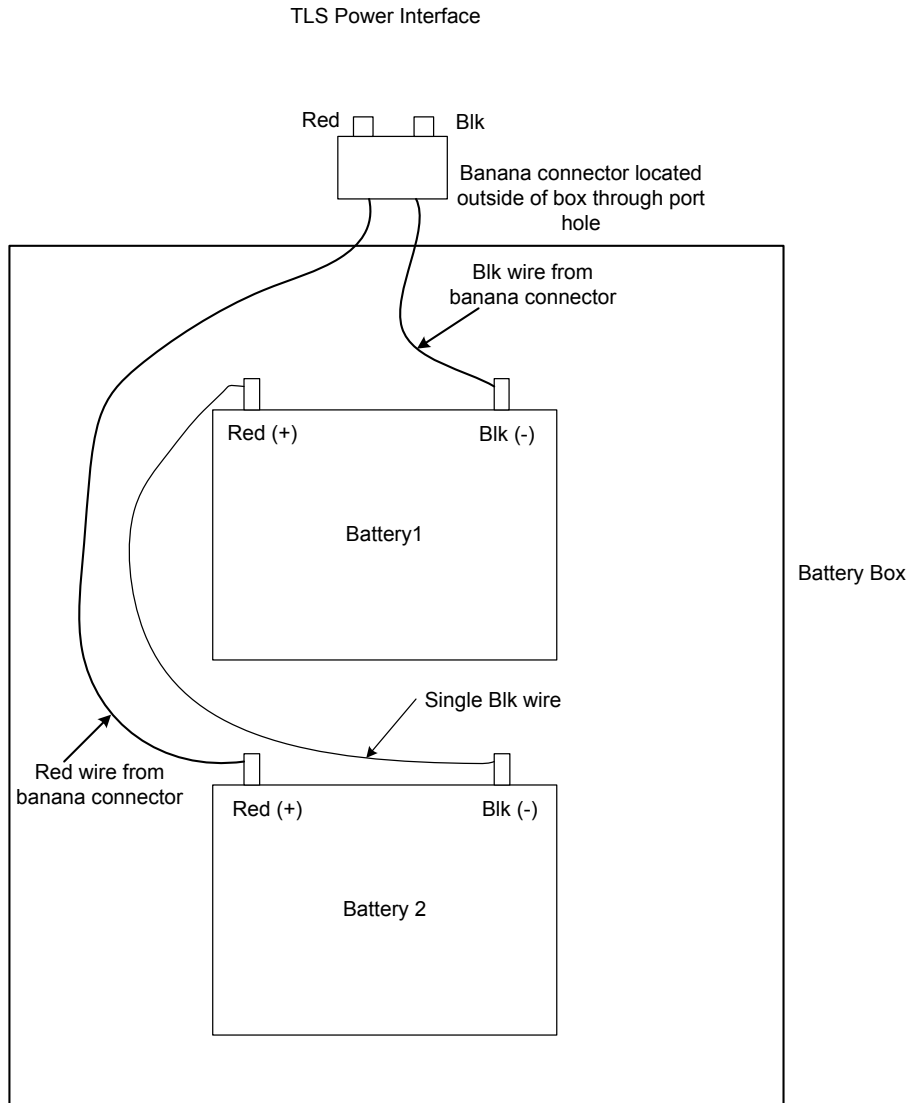 TLS Power Interface
Red
Blk
Banana connector located
outside of box through port
hole
Blk wire from
banana connector
Red (+)
Blk (-)
Battery1
Battery Box
Single Blk wire
Red wire from
banana connector
Red (+)
Blk (-)
Battery 2